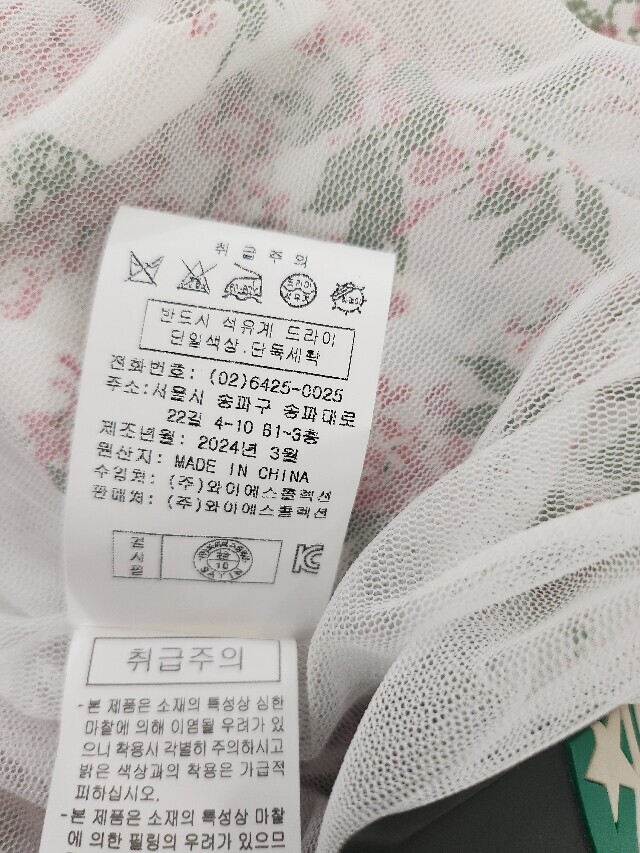 취급주의
반드시 석유계 드라이
단일색상.단독세탁
전화번호: (02)6425-0025
주소:서울시 송파구 송파대로
22길 4-10 B1~3층
제조년월: 2024년 3월
원산지: MADE IN CHINA
수입처: (주)와이에스콜렉션
판매처: (주)와이에스콜렉션
검사필
취급주의
-본 제품은 소재의 특성상 심한
마찰에 의해 이염될 우려가 있
으니 착용시 각별히 주의하시고
밝은 색상과의 착용은 가급적
피하십시오.
-본 제품은 소재의 특성상 마찰
에 의한 필링의 우려가 있으므